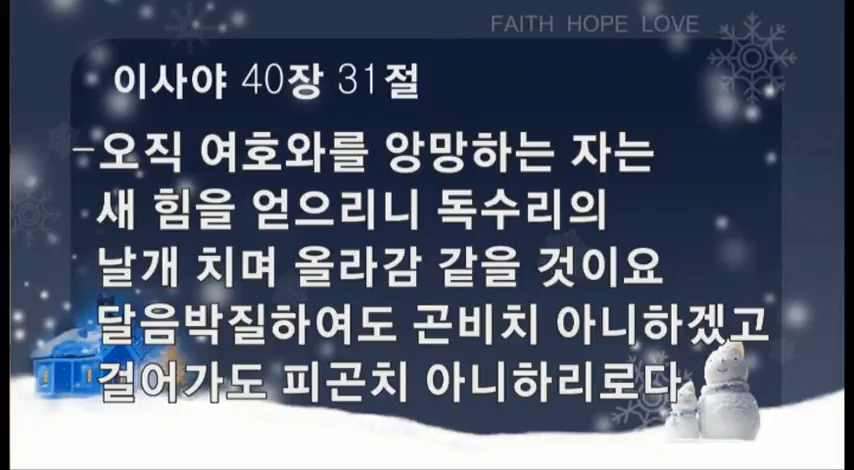 FAITH HOPE LOVE
이사야 40장 31절
-오직 여호와를 앙망하는 자는
새 힘을 얻으리니 독수리의
날개 치며 올라감 같을 것이요
달음박질하여도 곤비치 아니하겠고
걸어가도 피곤치 아니하리로다